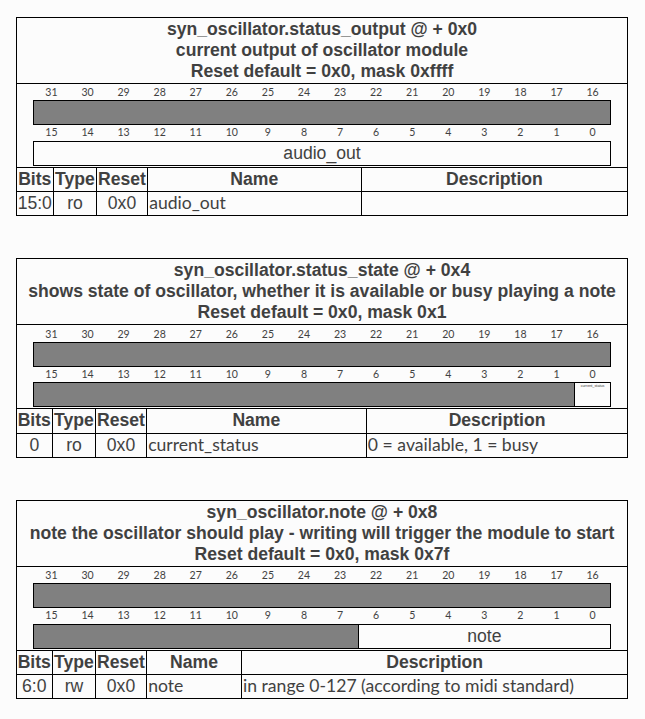 syn_oscillator.status_output @ + 0x0
current output of oscillator module
Reset default = 0x0, mask 0xffff
31 30 29 28 27 26 25 24 23 22 21 20 19 18 17 16
15 14 13 12 11 10 9 8 7 6 5 4 3 2 1 0
audio_out
Bits Type Reset Name Description
15:0 ro 0x0 audio_out
syn_oscillator.status_state @ + 0x4
shows state of oscillator, whether it is available or busy playing a note
Reset default = 0x0, mask 0x1
31 30 29 28 27 26 25 24 23 22 21 20 19 18 17 16
15 14 13 12 11 10 9 8 7 6 5 4 3 2 1 0
Bits Type Reset Name Description
0 ro 0x0 current_status 0 = available, 1 = busy
syn_oscillator.note @ + 0x8
note the oscillator should play - writing will trigger the module to start
Reset default = 0x0, mask 0x7f
31 30 29 28 27 26 25 24 23 22 21 20 19 18 17 16
15 14 13 12 11 10 9 8 7 6 5 4 3 2 1 0
note
Bits Type Reset Name Description
6:0 rw 0x0 note in range 0-127 (according to midi standard)